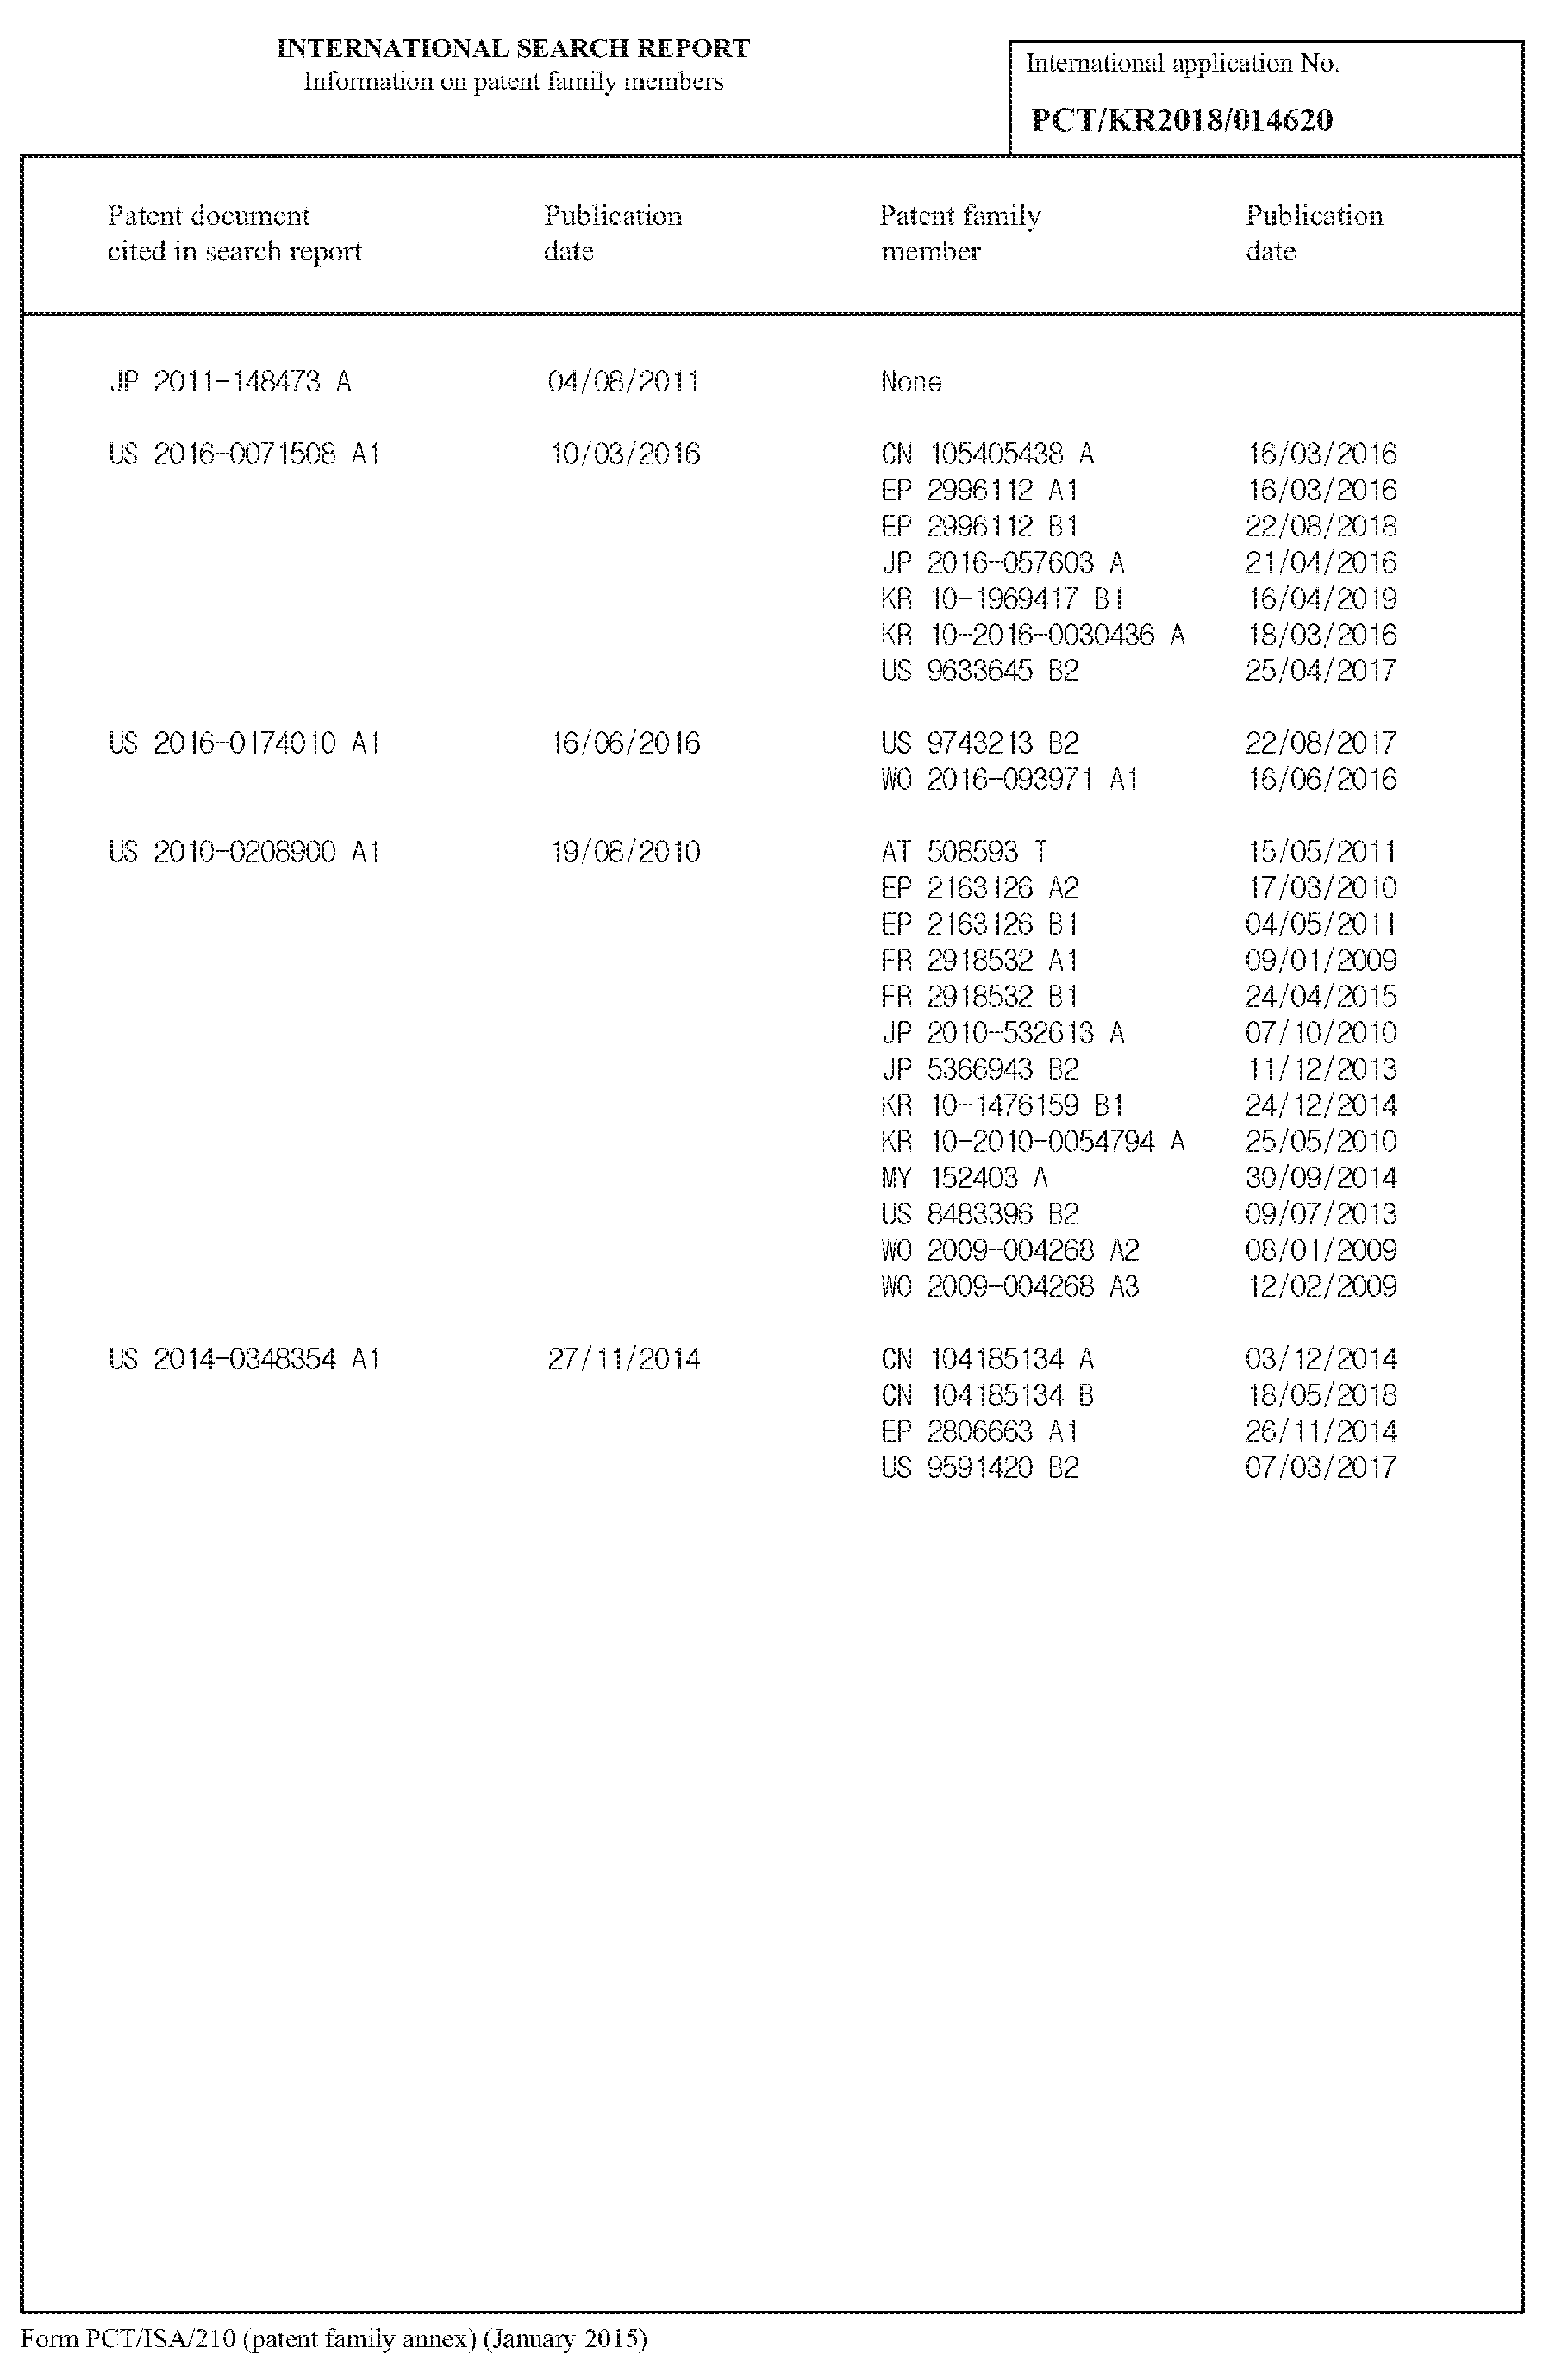 INTERNATIONAL SEARCH REPORT
Information on patent family members
International application No.
PCT/KR2018/014620
Patent document cited in search report Publication date Patent family member Publication date
JP 2011-148473 A 04/08/2011 None
US 2016-0071508 A1 10/03/2016 CN 105405438 A 16/03/2016
EP 2996112 A1 16/03/2016
EP 2996112 B1 22/08/2018
JP 2016-057603 A 21/04/2016
KR 10-1969417 B1 16/04/2019
KR 10-2016-0030436 A 18/03/2016
US 9633645 B2 25/04/2017
US 2016-0174010 A1 16/06/2016 US 9743213 B2 22/08/2017
WO 2016-093971 A1 16/06/2016
US 2010-0208900 A1 19/08/2010 AT 508593 T 15/05/2011
EP 2163126 A2 17/03/2010
EP 2163126 B1 04/05/2011
FR 2918532 A1 09/01/2009
FR 2918532 B1 24/04/2015
JP 2010-532613 A 07/10/2010
JP 5366943 B2 11/12/2013
KR 10-1476159 B1 24/12/2014
KR 10-2010-0054794 A 25/05/2010
MY 152403 A 30/09/2014
US 8483396 B2 09/07/2013
WO 2009-004268 A2 08/01/2009
WO 2009-004268 A3 12/02/2009
US 2014-0348354 A1 27/11/2014 CN 104185134 A 03/12/2014
CN 104185134 B 18/05/2018
EP 2806663 A1 26/11/2014
US 9591420 B2 07/03/2017
Form PCT/ISA/210 (patent family annex) (January 2015)